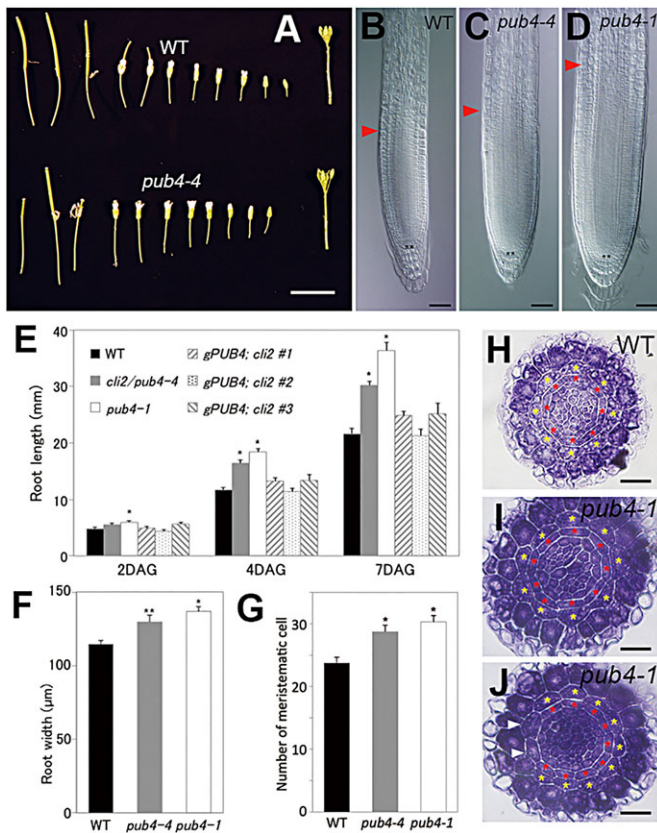 A
WT
pub4-4
B
WT
C
pub4-4
D
pub4-1
E
Root length (mm)
40
30
20
10
0
WT
cli2/pub4-4
pub4-1
gPUB4; cli2 #1
gPUB4; cli2 #2
gPUB4; cli2 #3
*
* *
* *
2DAG 4DAG 7DAG
F
Root width (µm)
150
100
50
0
** *
WT pub4-4 pub4-1
G
Number of meristematic cell
30
20
10
0
* *
WT pub4-4 pub4-1
H
WT
I
pub4-1
J
pub4-1